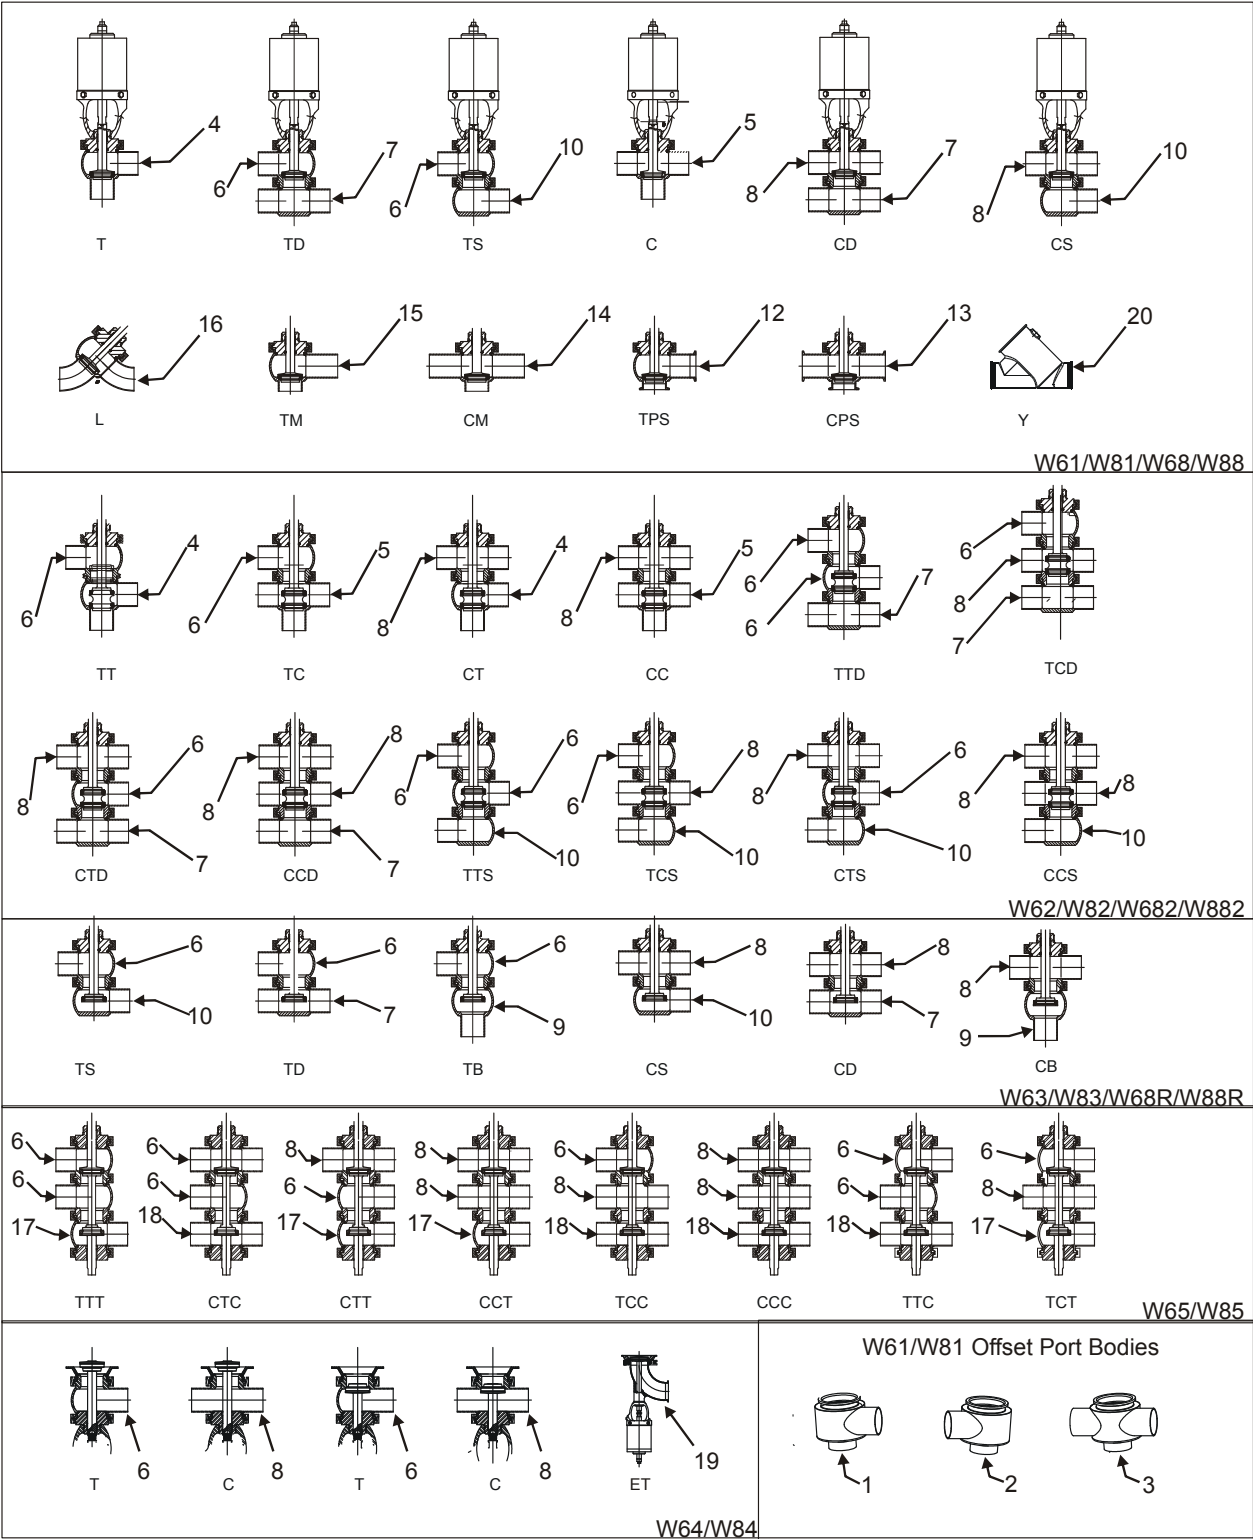 4
6
7
6
10
5
8
7
8
10
T
TD
TS
C
CD
CS
16
15
14
12
13
20
L
TM
CM
TPS
CPS
Y
W61/W81/W68/W88
6
4
6
5
8
4
8
5
6
6
7
6
8
7
TT
TC
CT
CC
TTD
TCD
8
6
7
8
8
7
6
6
10
6
8
10
8
6
10
8
8
10
CTD
CCD
TTS
TCS
CTS
CCS
W62/W82/W682/W882
6
10
6
7
6
9
8
10
8
7
8
9
TS
TD
TB
CS
CD
CB
W63/W83/W68R/W88R
6
6
17
6
6
18
8
6
17
8
8
17
6
8
18
8
8
18
6
6
18
6
8
17
TTT
CTC
CTT
CCT
TCC
CCC
TTC
TCT
W65/W85
6
8
6
8
19
T
C
T
C
ET
W64/W84
W61/W81 Offset Port Bodies
1
2
3